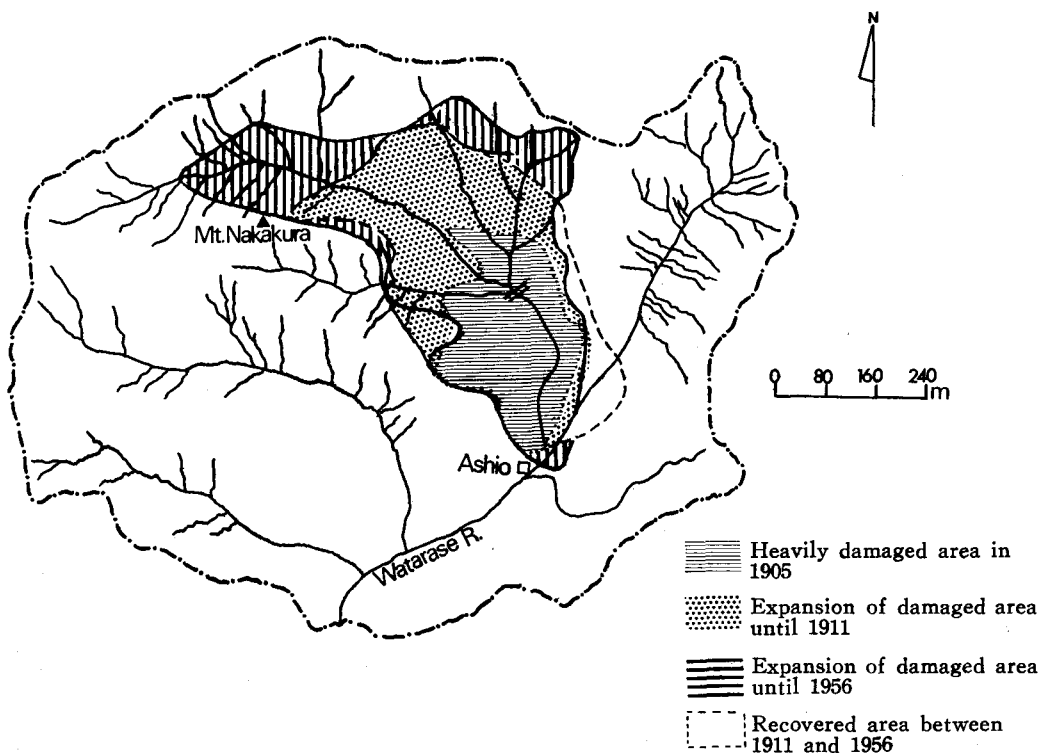 N
Mt.Nakakura
0 80 160 240 m
Ashio
Watarase R.
Heavily damaged area in
1905
Expansion of damaged area
until 1911
Expansion of damaged area
until 1956
Recovered area between
1911 and 1956